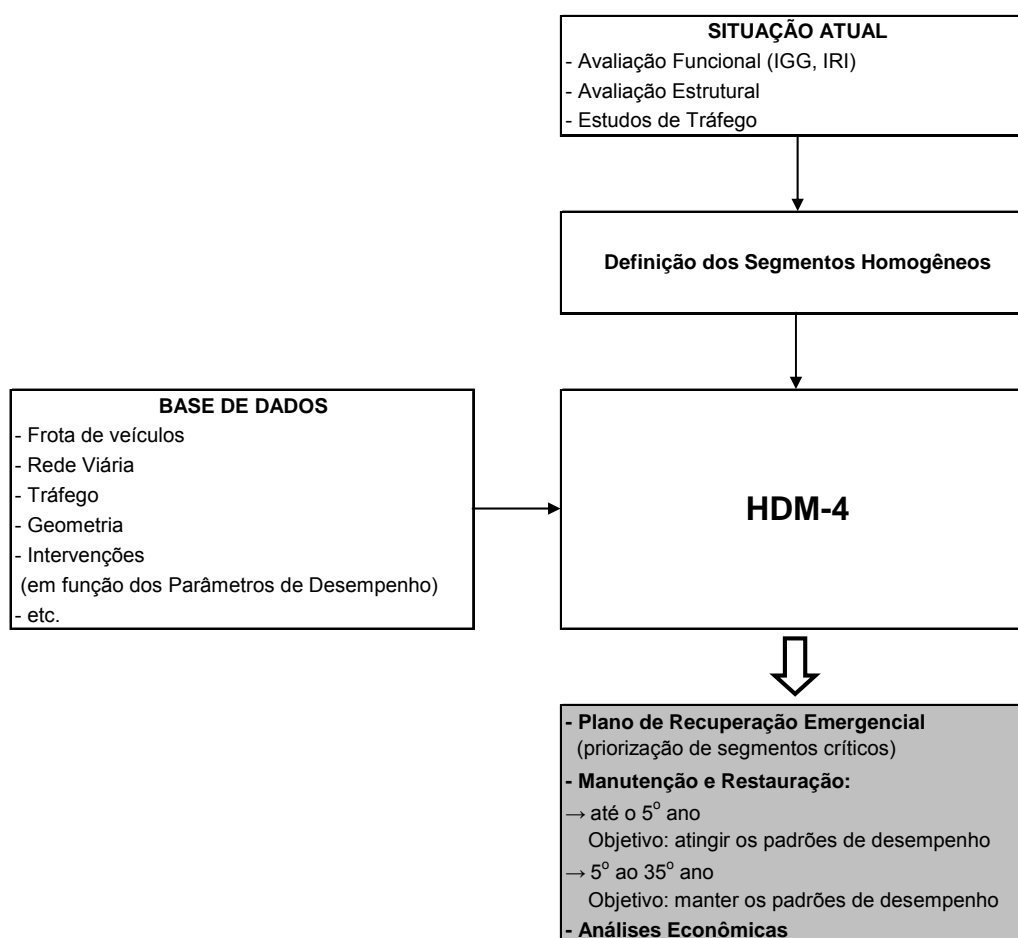 SITUAÇÃO ATUAL
- Avaliação Funcional (IGG, IRI)
- Avaliação Estrutural
- Estudos de Tráfego
Definição dos Segmentos Homogêneos
BASE DE DADOS
- Frota de veículos
- Rede Viária
- Tráfego
- Geometria
- Intervenções
(em função dos Parâmetros de Desempenho)
- etc.
HDM-4
- Plano de Recuperação Emergencial
(priorização de segmentos críticos)
- Manutenção e Restauração:
→ até o 5º ano
Objetivo: atingir os padrões de desempenho
→ 5º ao 35º ano
Objetivo: manter os padrões de desempenho
- Análises Econômicas